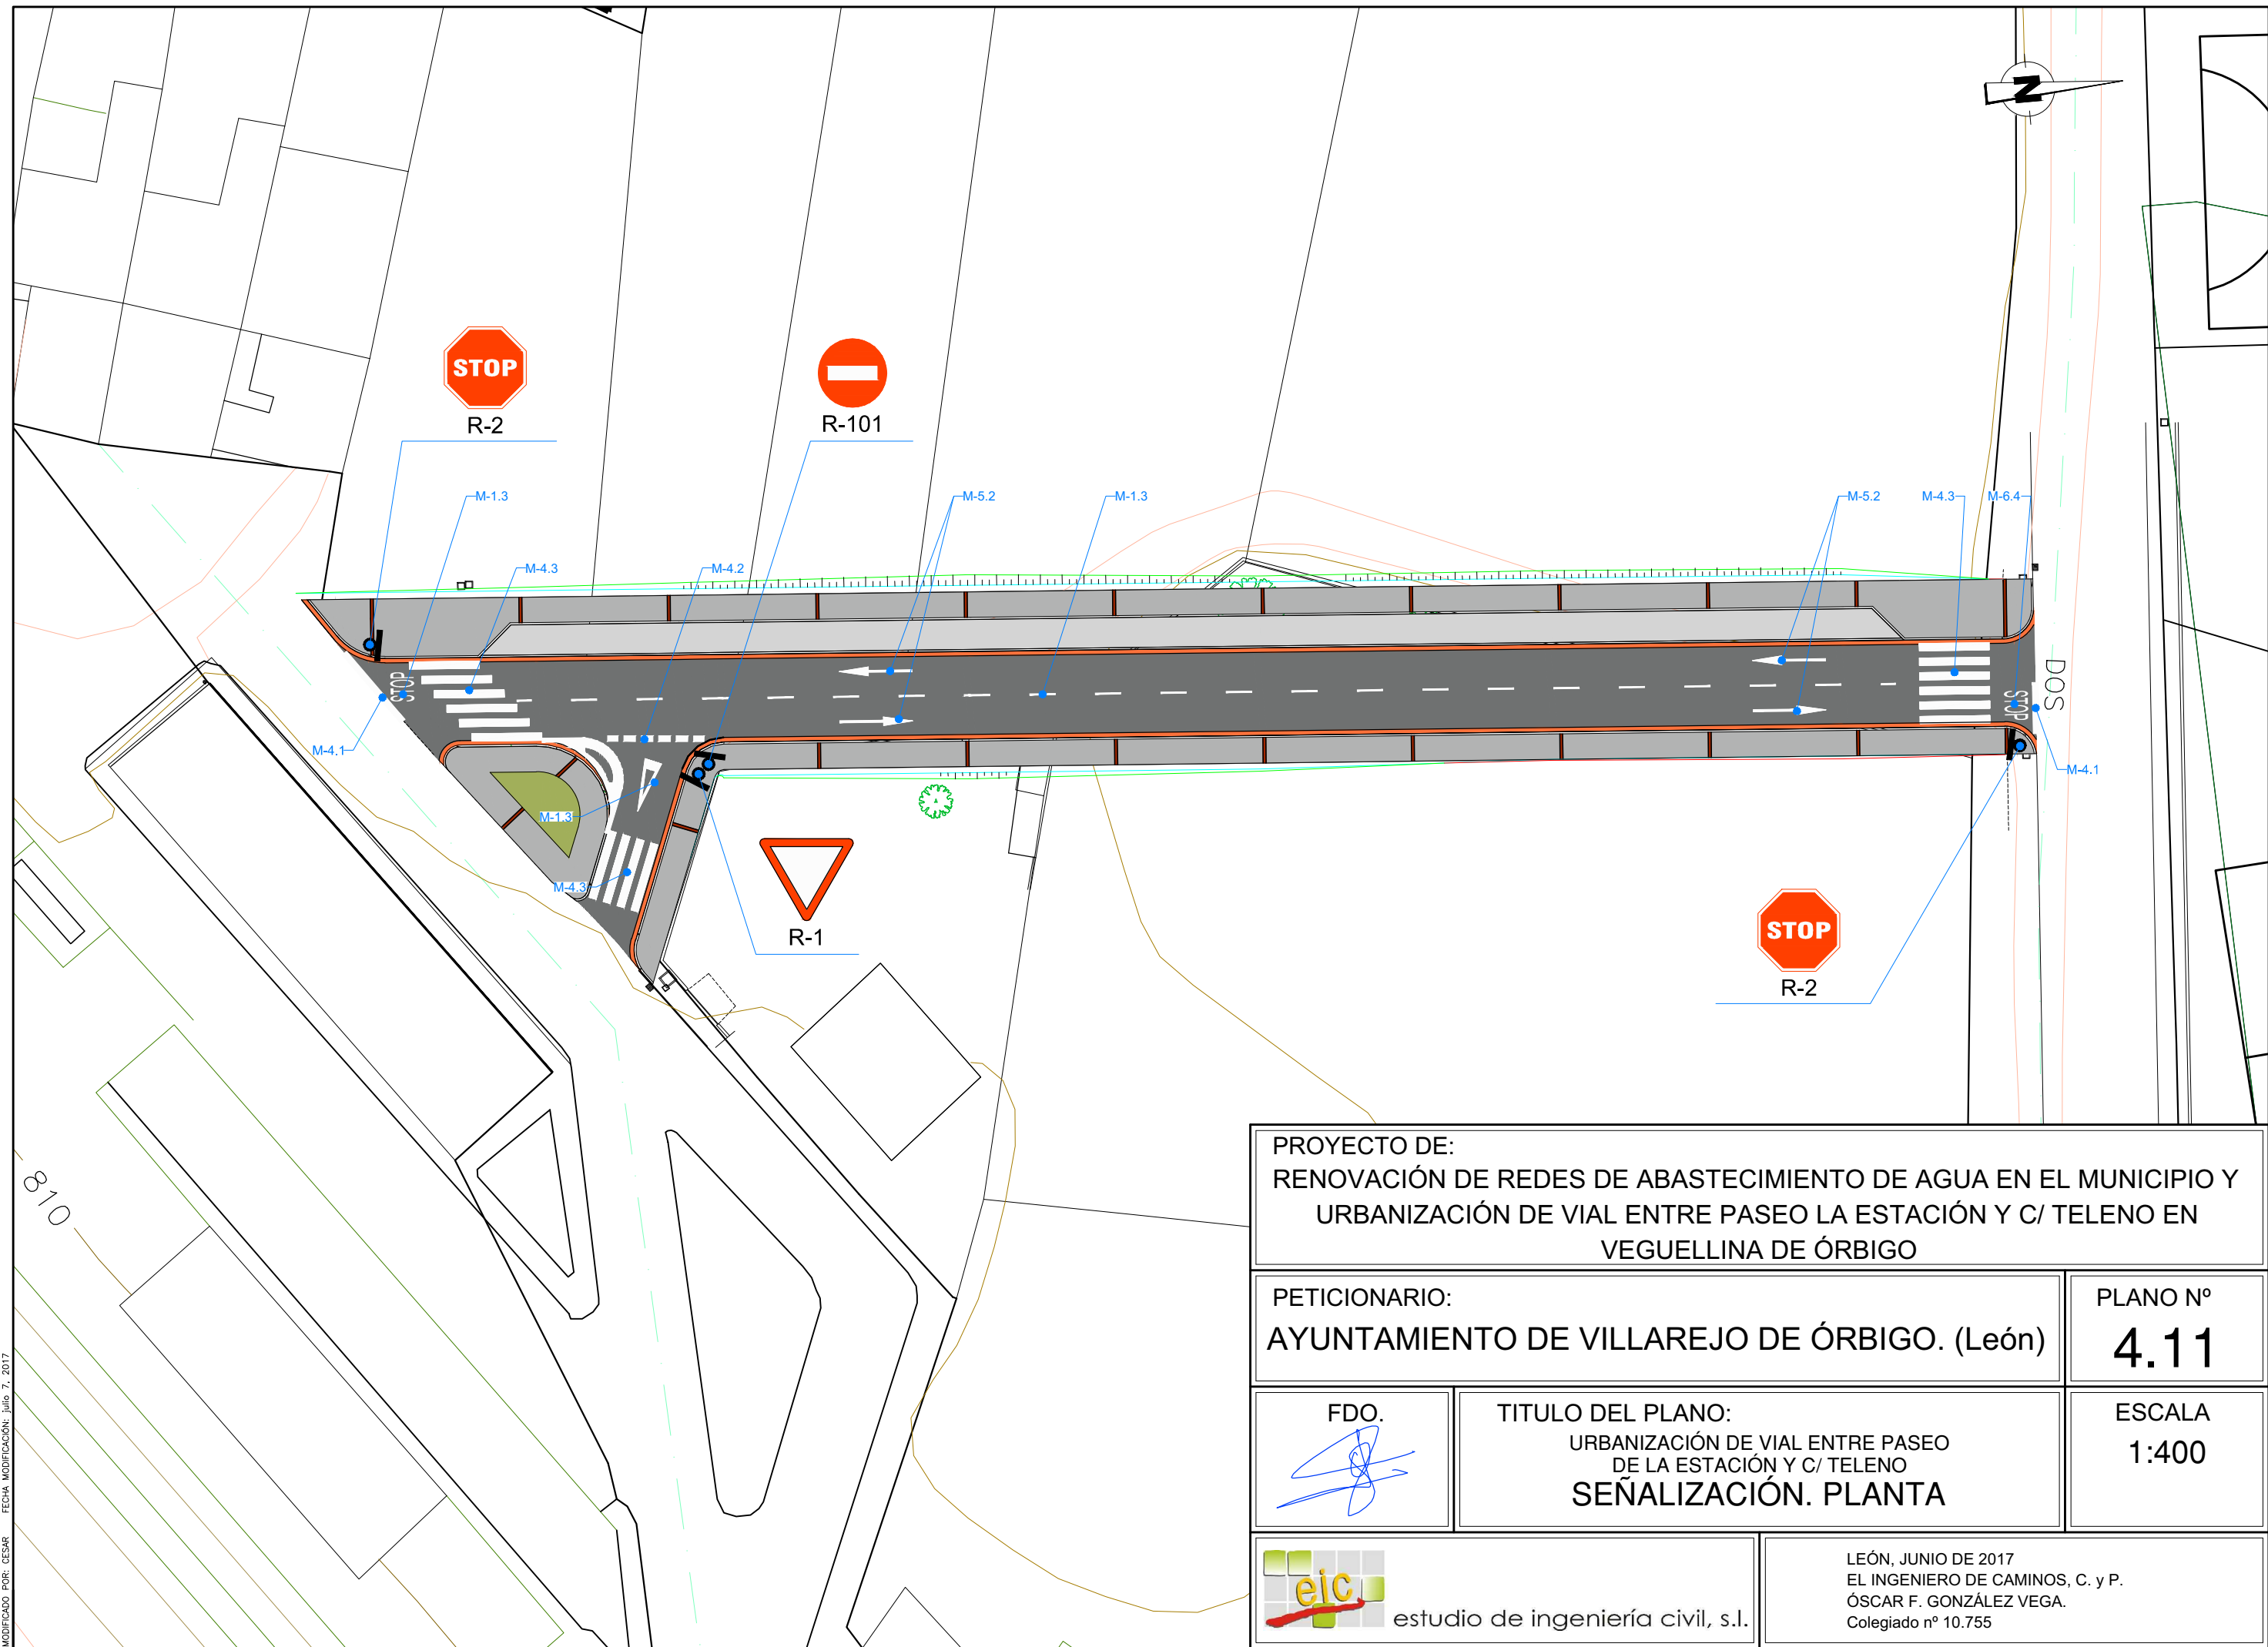 N
STOP
R-2
R-101
M-1.3
M-5.2
M-1.3
M-5.2
M-4.3
M-6.4
M-4.3
M-4.2
STOP
STOP
DOS
M-4.1
M-4.1
M-1.3
M-4.3
R-1
STOP
R-2
810
PROYECTO DE:
RENOVACIÓN DE REDES DE ABASTECIMIENTO DE AGUA EN EL MUNICIPIO Y
URBANIZACIÓN DE VIAL ENTRE PASEO LA ESTACIÓN Y C/ TELENO EN
VEGUELLINA DE ÓRBIGO
PETICIONARIO:
AYUNTAMIENTO DE VILLAREJO DE ÓRBIGO. (León)
PLANO Nº
4.11
FDO.
TITULO DEL PLANO:
URBANIZACIÓN DE VIAL ENTRE PASEO
DE LA ESTACIÓN Y C/ TELENO
SEÑALIZACIÓN. PLANTA
ESCALA
1:400
eic
estudio de ingeniería civil, s.l.
LEÓN, JUNIO DE 2017
EL INGENIERO DE CAMINOS, C. y P.
ÓSCAR F. GONZÁLEZ VEGA.
Colegiado nº 10.755
MODIFICADO POR: CESAR FECHA MODIFICACIÓN: julio 7, 2017